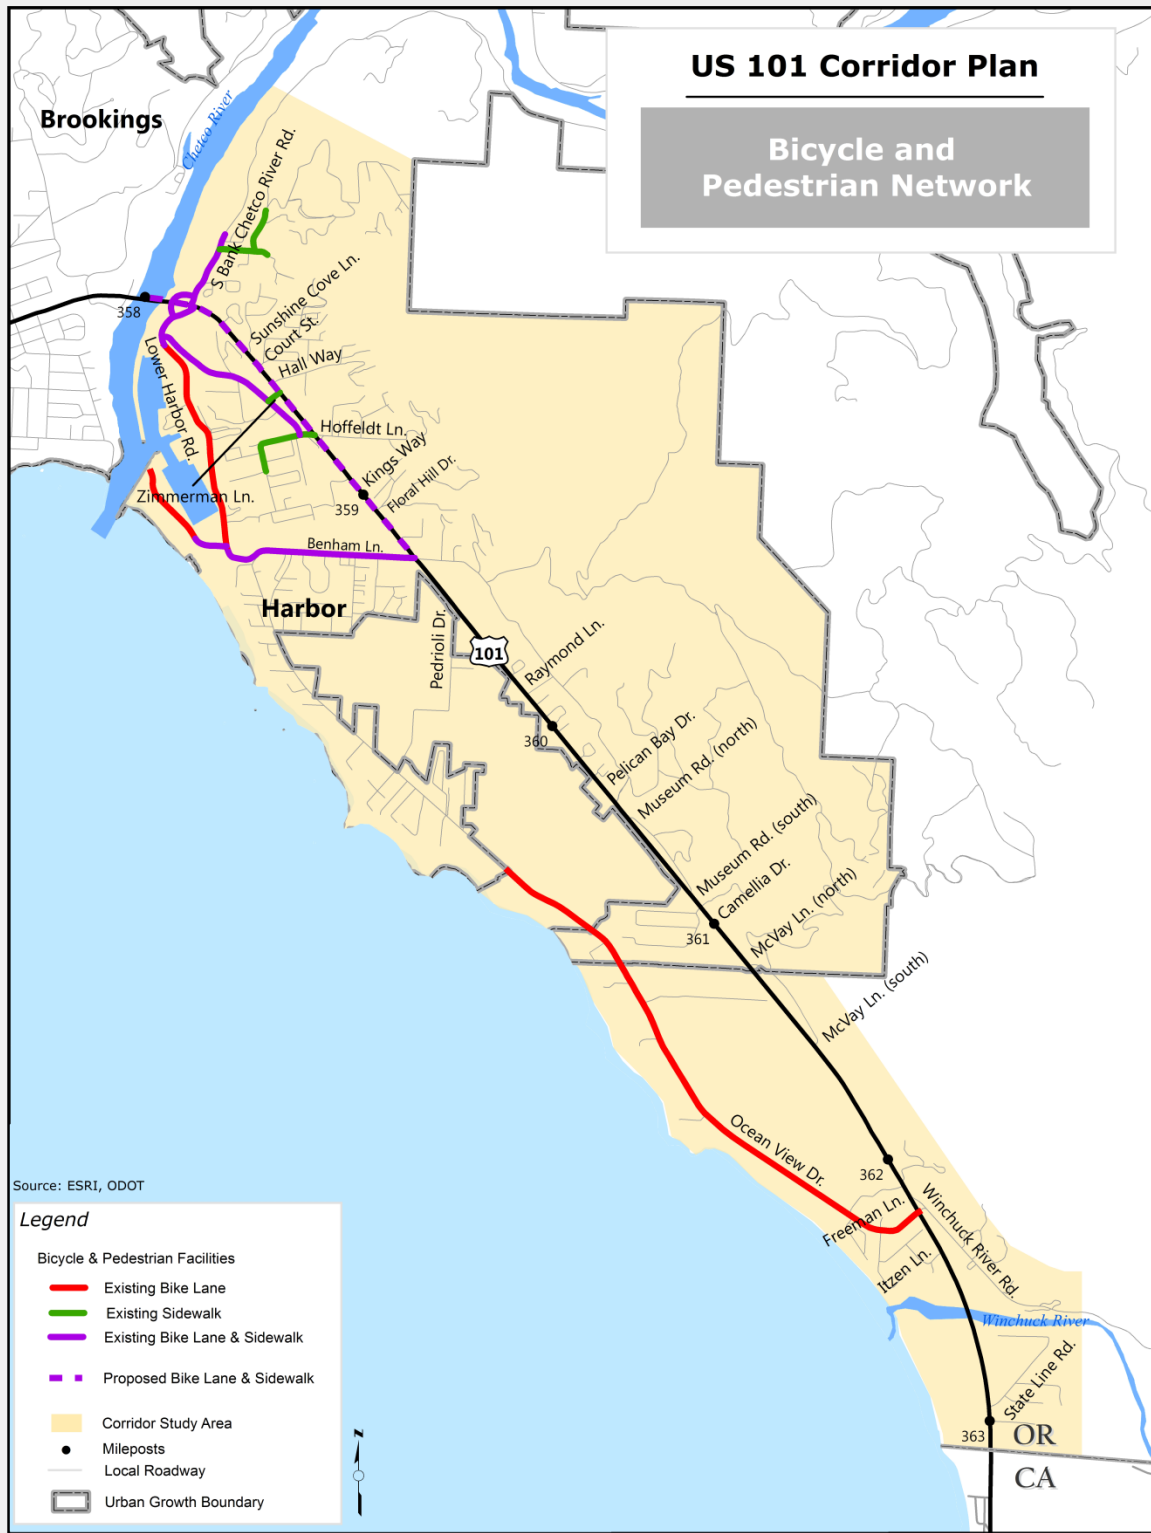 US 101 Corridor Plan
Bicycle and
Pedestrian Network
Brookings
Chetco River
S Bank Chetco River Rd.
358
Sunshine Cove Ln.
Court St.
Hall Way
Lower Harbor Rd.
Hoffeldt Ln.
Kings Way
Floral Hill Dr.
Zimmerman Ln.
359
Benham Ln.
Harbor
Pedrioli Dr.
101
Raymond Ln.
360
Pelican Bay Dr.
Museum Rd. (north)
Museum Rd. (south)
Camellia Dr.
361
McVay Ln. (north)
McVay Ln. (south)
Ocean View Dr.
362
Freeman Ln.
Winchuck River Rd.
Itzen Ln.
Winchuck River
State Line Rd.
363
OR
CA
Source: ESRI, ODOT
Legend
Bicycle & Pedestrian Facilities
Existing Bike Lane
Existing Sidewalk
Existing Bike Lane & Sidewalk
Proposed Bike Lane & Sidewalk
Corridor Study Area
Mileposts
Local Roadway
Urban Growth Boundary
z